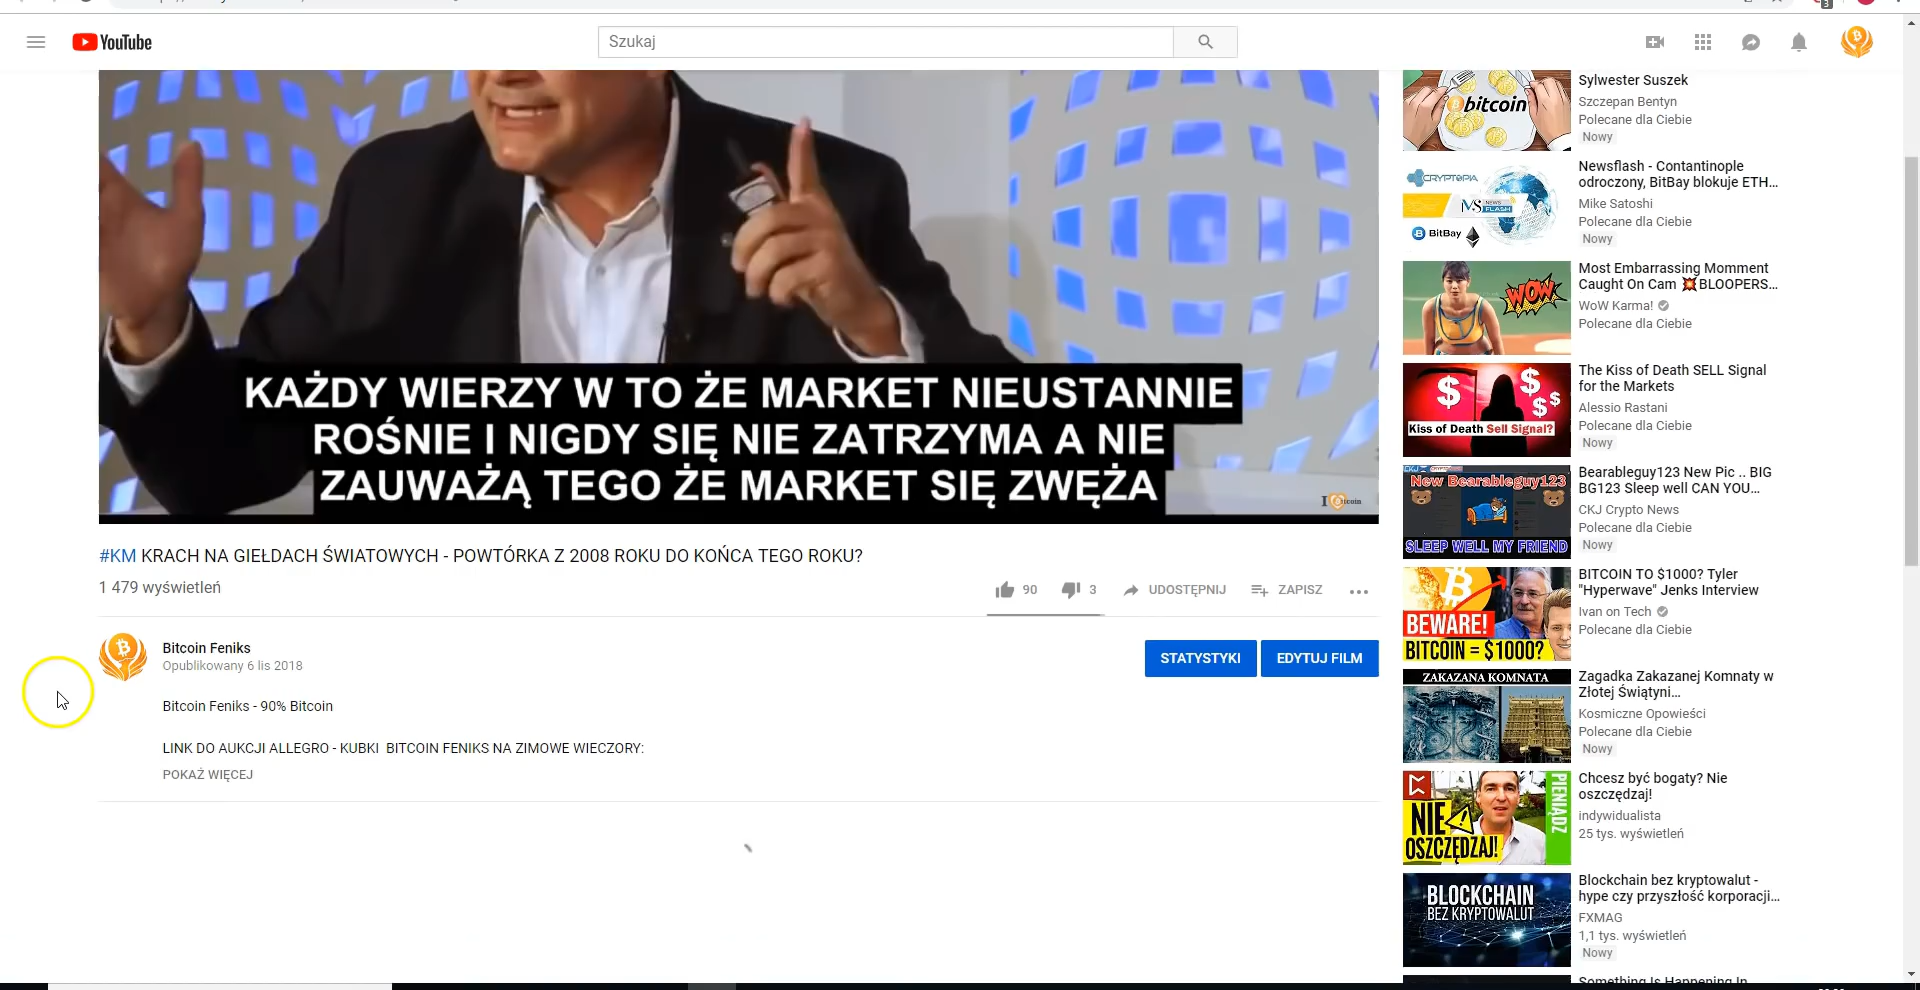 YouTube
Szukaj
3
KAŻDY WIERZY W TO ŻE MARKET NIEUSTANNIE
ROŚNIE I NIGDY SIĘ NIE ZATRZYMA A NIE
ZAUWAŻĄ TEGO ŻE MARKET SIĘ ZWĘŻA
#KM KRACH NA GIEŁDACH ŚWIATOWYCH - POWTÓRKA Z 2008 ROKU DO KOŃCA TEGO ROKU?
1 479 wyświetleń
90
3
UDOSTĘPNIJ
ZAPISZ
Bitcoin Feniks
Opublikowany 6 lis 2018
STATYSTYKI
EDYTUJ FILM
Bitcoin Feniks - 90% Bitcoin
LINK DO AUKCJI ALLEGRO - KUBKI BITCOIN FENIKS NA ZIMOWE WIECZORY:
POKAŻ WIĘCEJ
bitcoin
Sylwester Suszek
Szczepan Bentyn
Polecane dla Ciebie
Nowy
CRYPTOPIA
MS NEWS FLASH
BitBay
Newsflash - Contantinople
odroczony, BitBay blokuje ETH...
Mike Satoshi
Polecane dla Ciebie
Nowy
WOW
Most Embarrassing Momment
Caught On Cam 💥BLOOPERS...
WoW Karma!
Polecane dla Ciebie
Kiss of Death Sell Signal?
The Kiss of Death SELL Signal
for the Markets
Alessio Rastani
Polecane dla Ciebie
Nowy
New Bearableguy123
SLEEP WELL MY FRIEND
Bearableguy123 New Pic .. BIG
BG123 Sleep well CAN YOU...
CKJ Crypto News
Polecane dla Ciebie
Nowy
BEWARE!
BITCOIN = $1000?
BITCOIN TO $1000? Tyler
"Hyperwave" Jenks Interview
Ivan on Tech
Polecane dla Ciebie
ZAKAZANA KOMNATA
Zagadka Zakazanej Komnaty w
Złotej Świątyni...
Kosmiczne Opowieści
Polecane dla Ciebie
Nowy
NIE
OSZCZĘDZAJ!
PIENIĄDZ
Chcesz być bogaty? Nie
oszczędzaj!
indywidualista
25 tys. wyświetleń
BLOCKCHAIN
BEZ KRYPTOWALUT
Blockchain bez kryptowalut -
hype czy przyszłość korporacji...
FXMAG
1,1 tys. wyświetleń
Nowy
Something Is Happening In